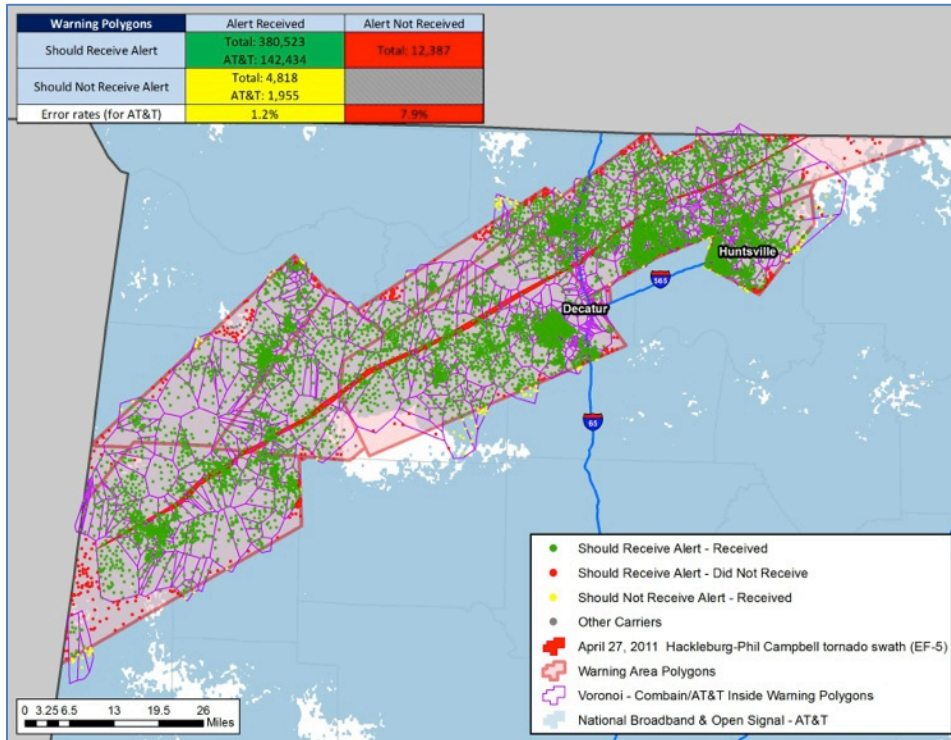 Warning Polygons Alert Received Alert Not Received
Should Receive Alert Total: 380,523 Total: 12,387
AT&T: 142,434
Should Not Receive Alert Total: 4,818
AT&T: 1,955
Error rates (for AT&T) 1.2% 7.9%
Huntsville
565
Decatur
65
Should Receive Alert - Received
Should Receive Alert - Did Not Receive
Should Not Receive Alert - Received
Other Carriers
April 27, 2011 Hackleburg-Phil Campbell tornado swath (EF-5)
Warning Area Polygons
Voronoi - Combain/AT&T Inside Warning Polygons
National Broadband & Open Signal - AT&T
0 3.25 6.5 13 19.5 26
Miles